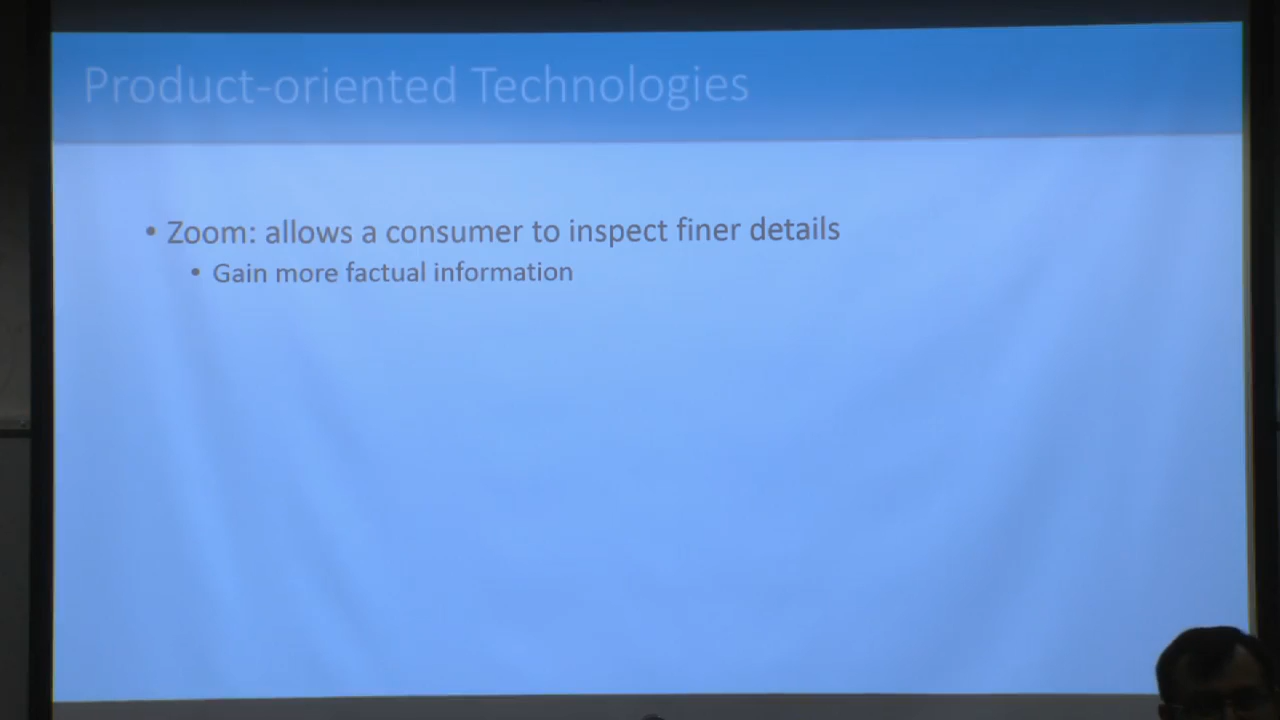 Product-oriented Technologies
• Zoom: allows a consumer to inspect finer details
• Gain more factual information